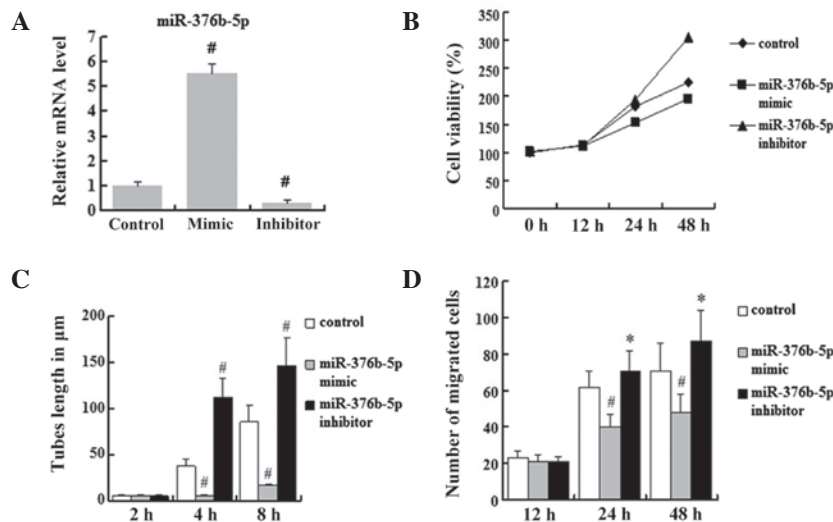 A
miR-376b-5p
Relative mRNA level
7
6
5
4
3
2
1
0
#
#
Control Mimic Inhibitor
B
Cell viability (%)
350
300
250
200
150
100
50
0 h 12 h 24 h 48 h
control
miR-376b-5p
mimic
miR-376b-5p
inhibitor
C
Tubes length in µm
200
150
100
50
0
#
#
#
#
2 h 4 h 8 h
control
miR-376b-5p
mimic
miR-376b-5p
inhibitor
D
Number of migrated cells
120
100
80
60
40
20
0
#
*
#
*
12 h 24 h 48 h
control
miR-376b-5p
mimic
miR-376b-5p
inhibitor